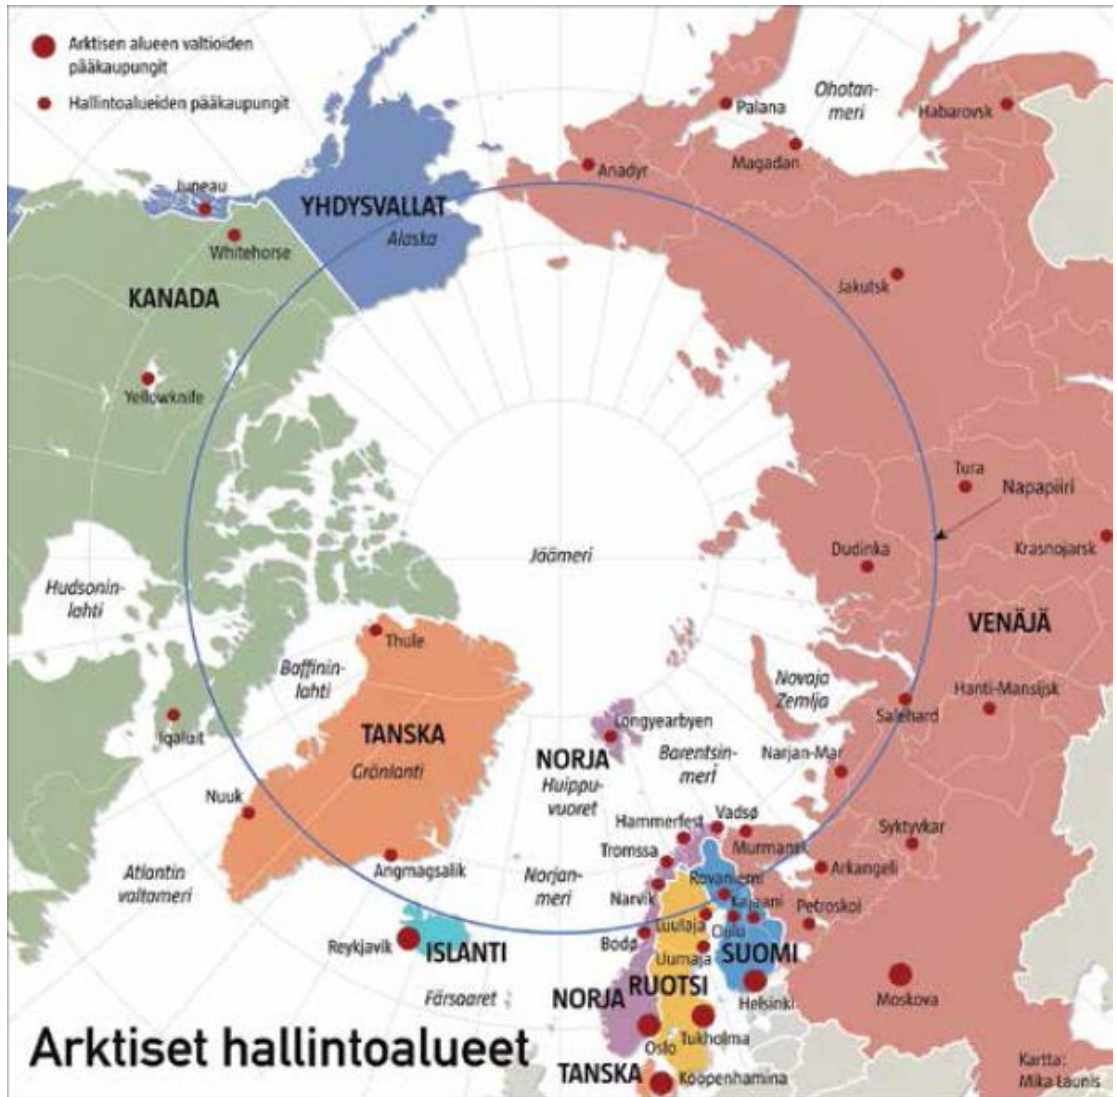 Arktisen alueen valtioiden
pääkaupungit
Hallintoalueiden pääkaupungit
Palana
Ohotan-
meri
Habarovsk
Magadan
Anadyr
Juneau
YHDYSVALLAT
Alaska
Whitehorse
KANADA
Jakutsk
Yellowknife
Tura
Napapiiri
Jäämeri
Dudinka
Krasnojarsk
Hudsonin-
lahti
VENÄJÄ
Thule
Baffinin-
lahti
Novaja
Zemlja
Hanti-Mansijsk
Salehard
Iqaluit
TANSKA
Grönlanti
Longyearbyen
NORJA
Huippu-
vuoret
Barentsin-
meri
Narjan-Mar
Nuuk
Hammerfest
Vadsø
Murmansk
Syktyvkar
Tromssa
Angmagsalik
Arkangeli
Atlantin
valtameri
Norjan-
meri
Rovaniemi
Narvik
Kajaani
Petroskoi
Luulaja
Oulu
Bodø
Uumaja
Reykjavik
ISLANTI
SUOMI
Färsaaret
NORJA
RUOTSI
Helsinki
Moskova
Oslo
Tukholma
Arktiset hallintoalueet
TANSKA
Kööpenhamina
Kartta:
Mika Launis